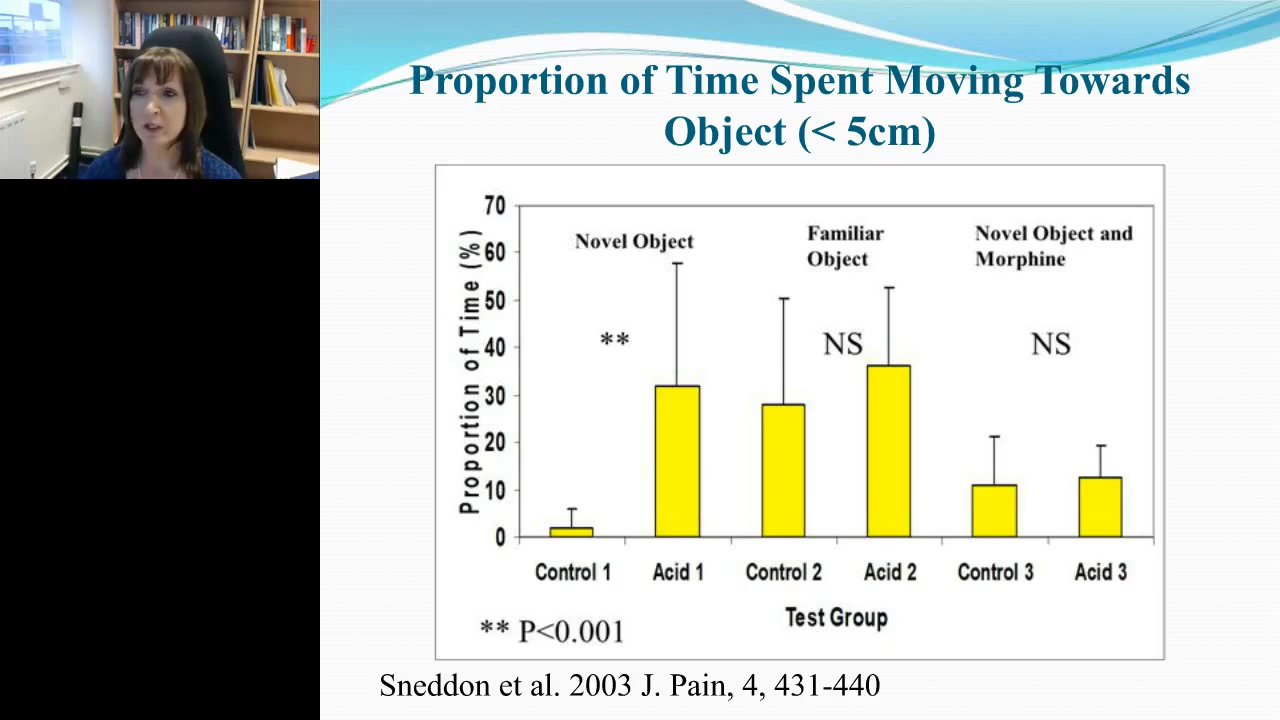 Proportion of Time Spent Moving Towards
Object (< 5cm)
Proportion of Time (%)
70
60
50
40
30
20
10
0
Novel Object
Familiar
Object
Novel Object and
Morphine
**
NS
NS
Control 1 Acid 1 Control 2 Acid 2 Control 3 Acid 3
Test Group
** P<0.001
Sneddon et al. 2003 J. Pain, 4, 431-440